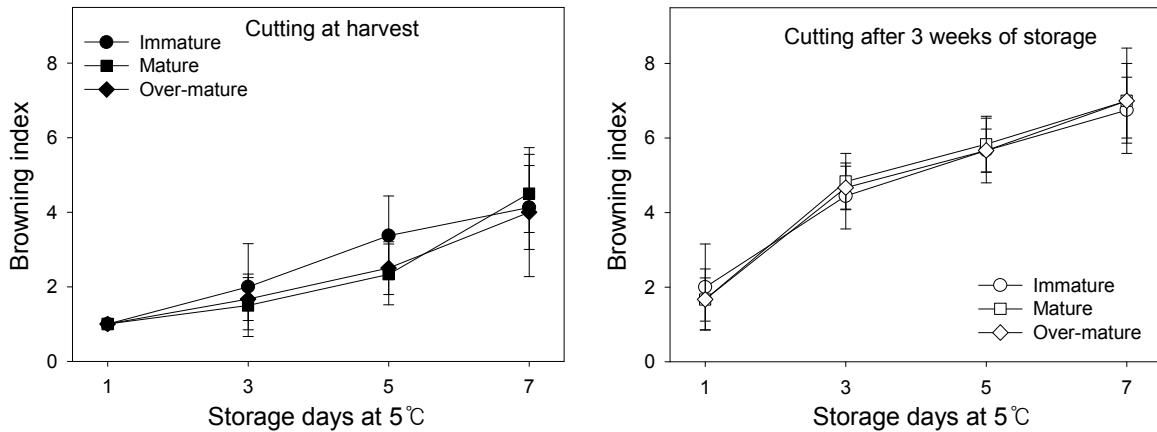 Cutting at harvest
Immature
Mature
Over-mature
8
6
4
2
0
Browning index
1 3 5 7
Storage days at 5℃
Cutting after 3 weeks of storage
8
6
4
2
0
Browning index
Immature
Mature
Over-mature
1 3 5 7
Storage days at 5℃